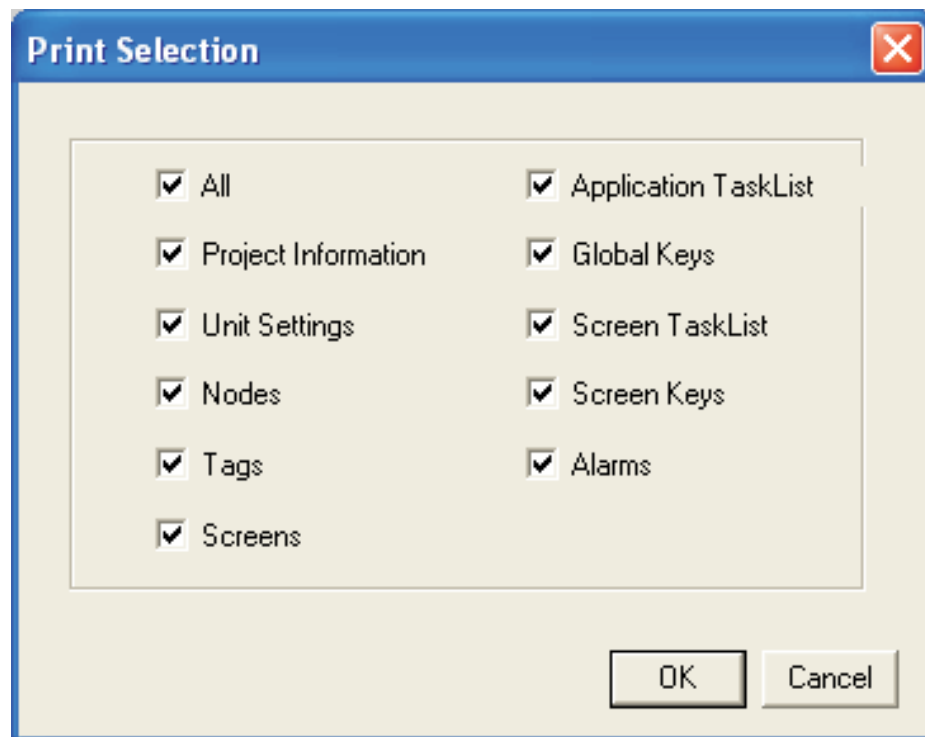 Print Selection
All
Project Information
Unit Settings
Nodes
Tags
Screens
Application TaskList
Global Keys
Screen TaskList
Screen Keys
Alarms
OK
Cancel